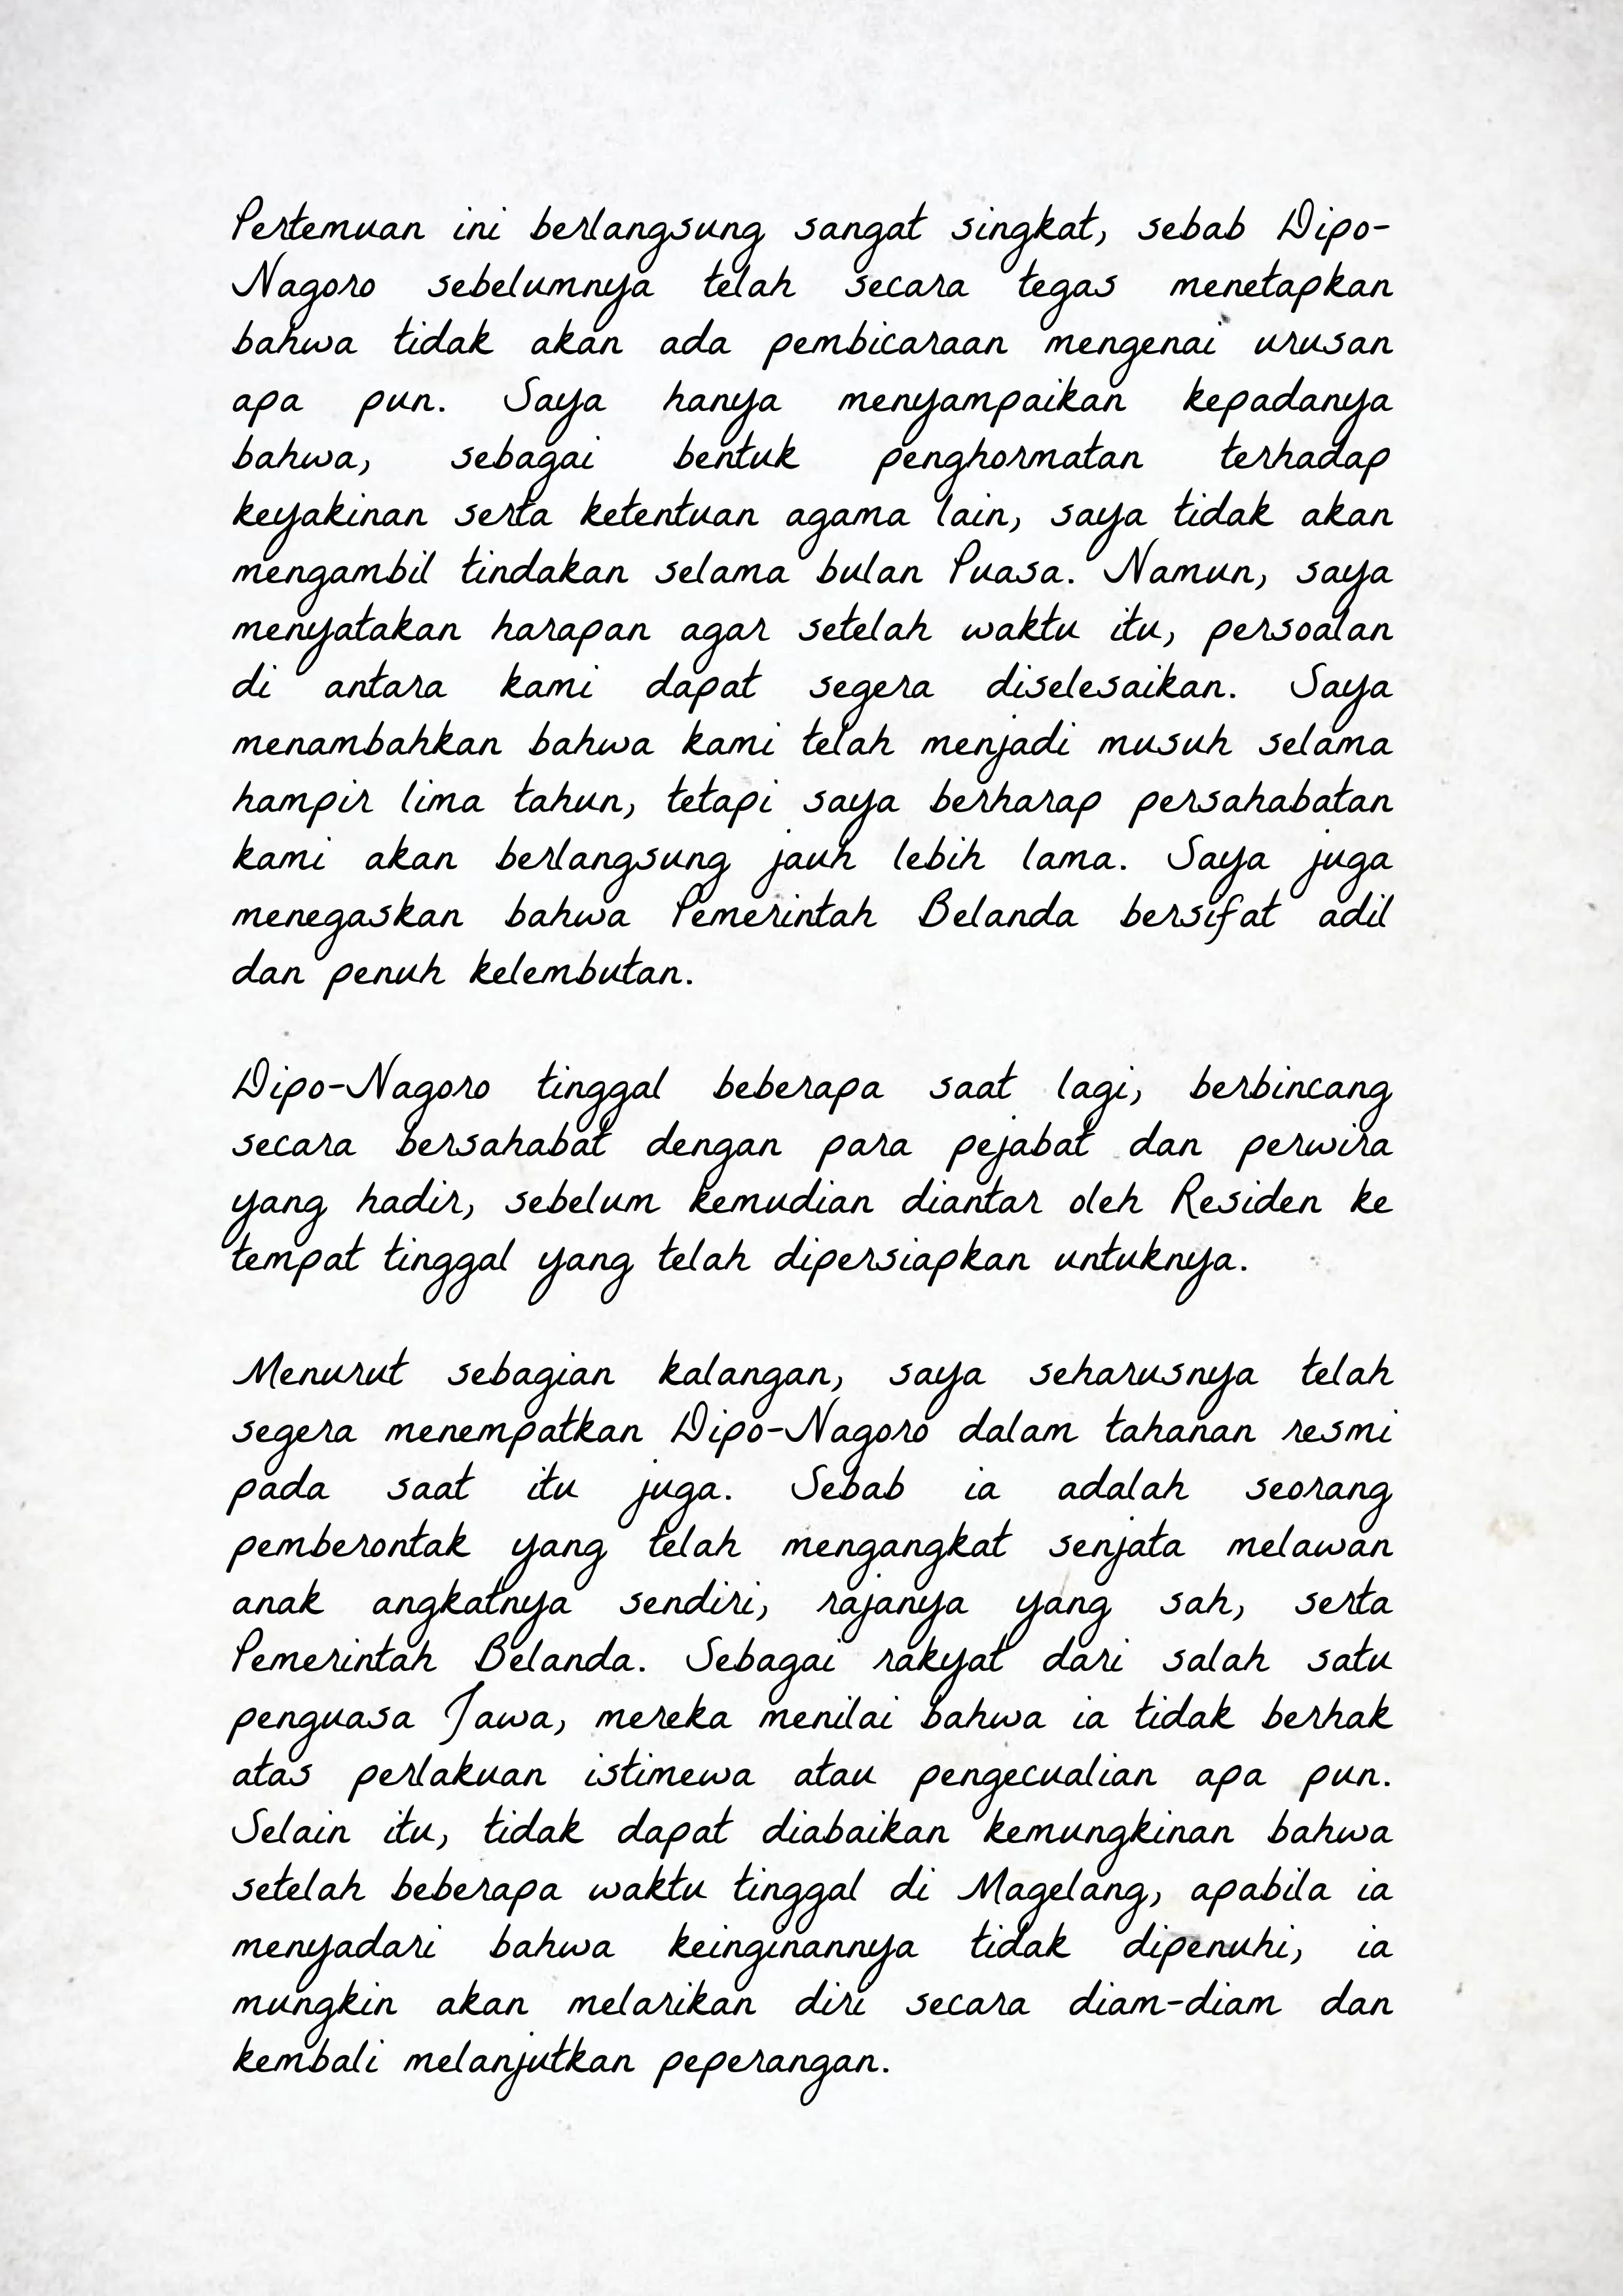 Pertemuan ini berlangsung sangat singkat, sebab Dipo-
Nagoro sebelumnya telah secara tegas menetapkan
bahwa tidak akan ada pembicaraan mengenai urusan
apa pun. Saya hanya menyampaikan kepadanya
bahwa, sebagai bentuk penghormatan terhadap
keyakinan serta ketentuan agama lain, saya tidak akan
mengambil tindakan selama bulan Puasa. Namun, saya
menyatakan harapan agar setelah waktu itu, persoalan
di antara kami dapat segera diselesaikan. Saya
menambahkan bahwa kami telah menjadi musuh selama
hampir lima tahun, tetapi saya berharap persahabatan
kami akan berlangsung jauh lebih lama. Saya juga
menegaskan bahwa Pemerintah Belanda bersifat adil
dan penuh kelembutan.
Dipo-Nagoro tinggal beberapa saat lagi, berbincang
secara bersahabat dengan para pejabat dan perwira
yang hadir, sebelum kemudian diantar oleh Residen ke
tempat tinggal yang telah dipersiapkan untuknya.
Menurut sebagian kalangan, saya seharusnya telah
segera menempatkan Dipo-Nagoro dalam tahanan resmi
pada saat itu juga. Sebab ia adalah seorang
pemberontak yang telah mengangkat senjata melawan
anak angkatnya sendiri, rajanya yang sah, serta
Pemerintah Belanda. Sebagai rakyat dari salah satu
penguasa Jawa, mereka menilai bahwa ia tidak berhak
atas perlakuan istimewa atau pengecualian apa pun.
Selain itu, tidak dapat diabaikan kemungkinan bahwa
setelah beberapa waktu tinggal di Magelang, apabila ia
menyadari bahwa keinginannya tidak dipenuhi, ia
mungkin akan melarikan diri secara diam-diam dan
kembali melanjutkan peperangan.